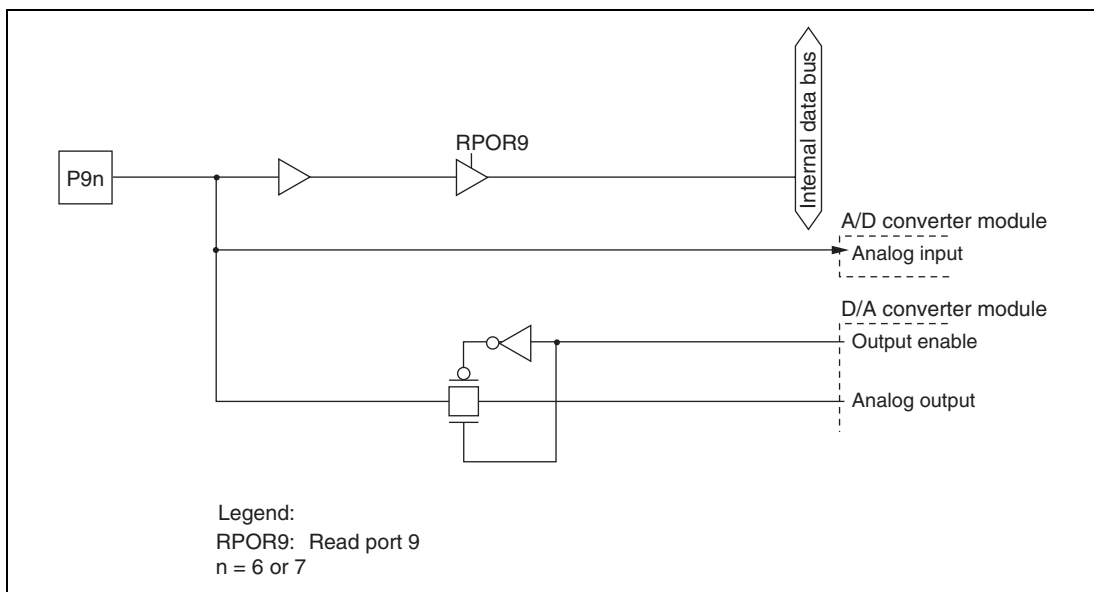 RPOR9
P9n
Internal data bus
A/D converter module
Analog input
D/A converter module
Output enable
Analog output
Legend:
RPOR9: Read port 9
n = 6 or 7